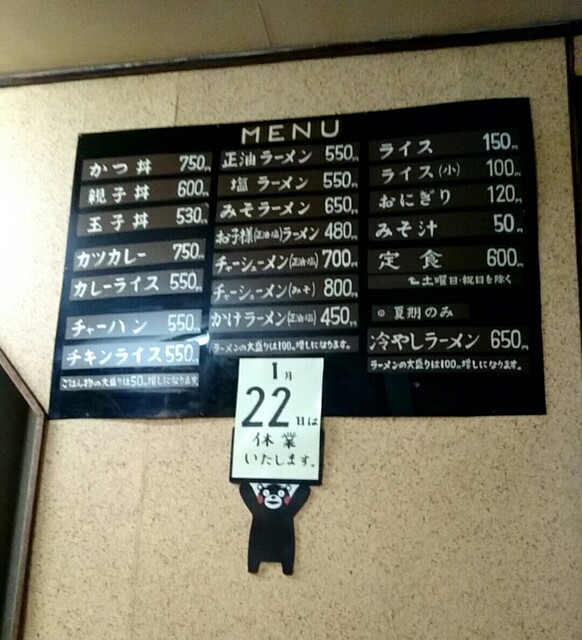 MENU
かつ丼 750円
親子丼 600円
玉子丼 530円
カツカレー 750円
カレーライス 550円
チャーハン 550円
チキンライス 550円
ごはん物の大盛りは50円増しになります。
正油ラーメン 550円
塩ラーメン 550円
みそラーメン 650円
お子様(正油・塩)ラーメン 480円
チャーシューメン(正油・塩) 700円
チャーシューメン(みそ) 800円
かけラーメン(正油・塩) 450円
ラーメンの大盛りは100円増しです。
ライス 150円
ライス(小) 100円
おにぎり 120円
みそ汁 50円
定食 600円
土曜日・祝日を除く
◎夏期のみ
冷やしラーメン 650円
ラーメンの大盛りは100円増しになります。
1月
22日は
休業
いたします。